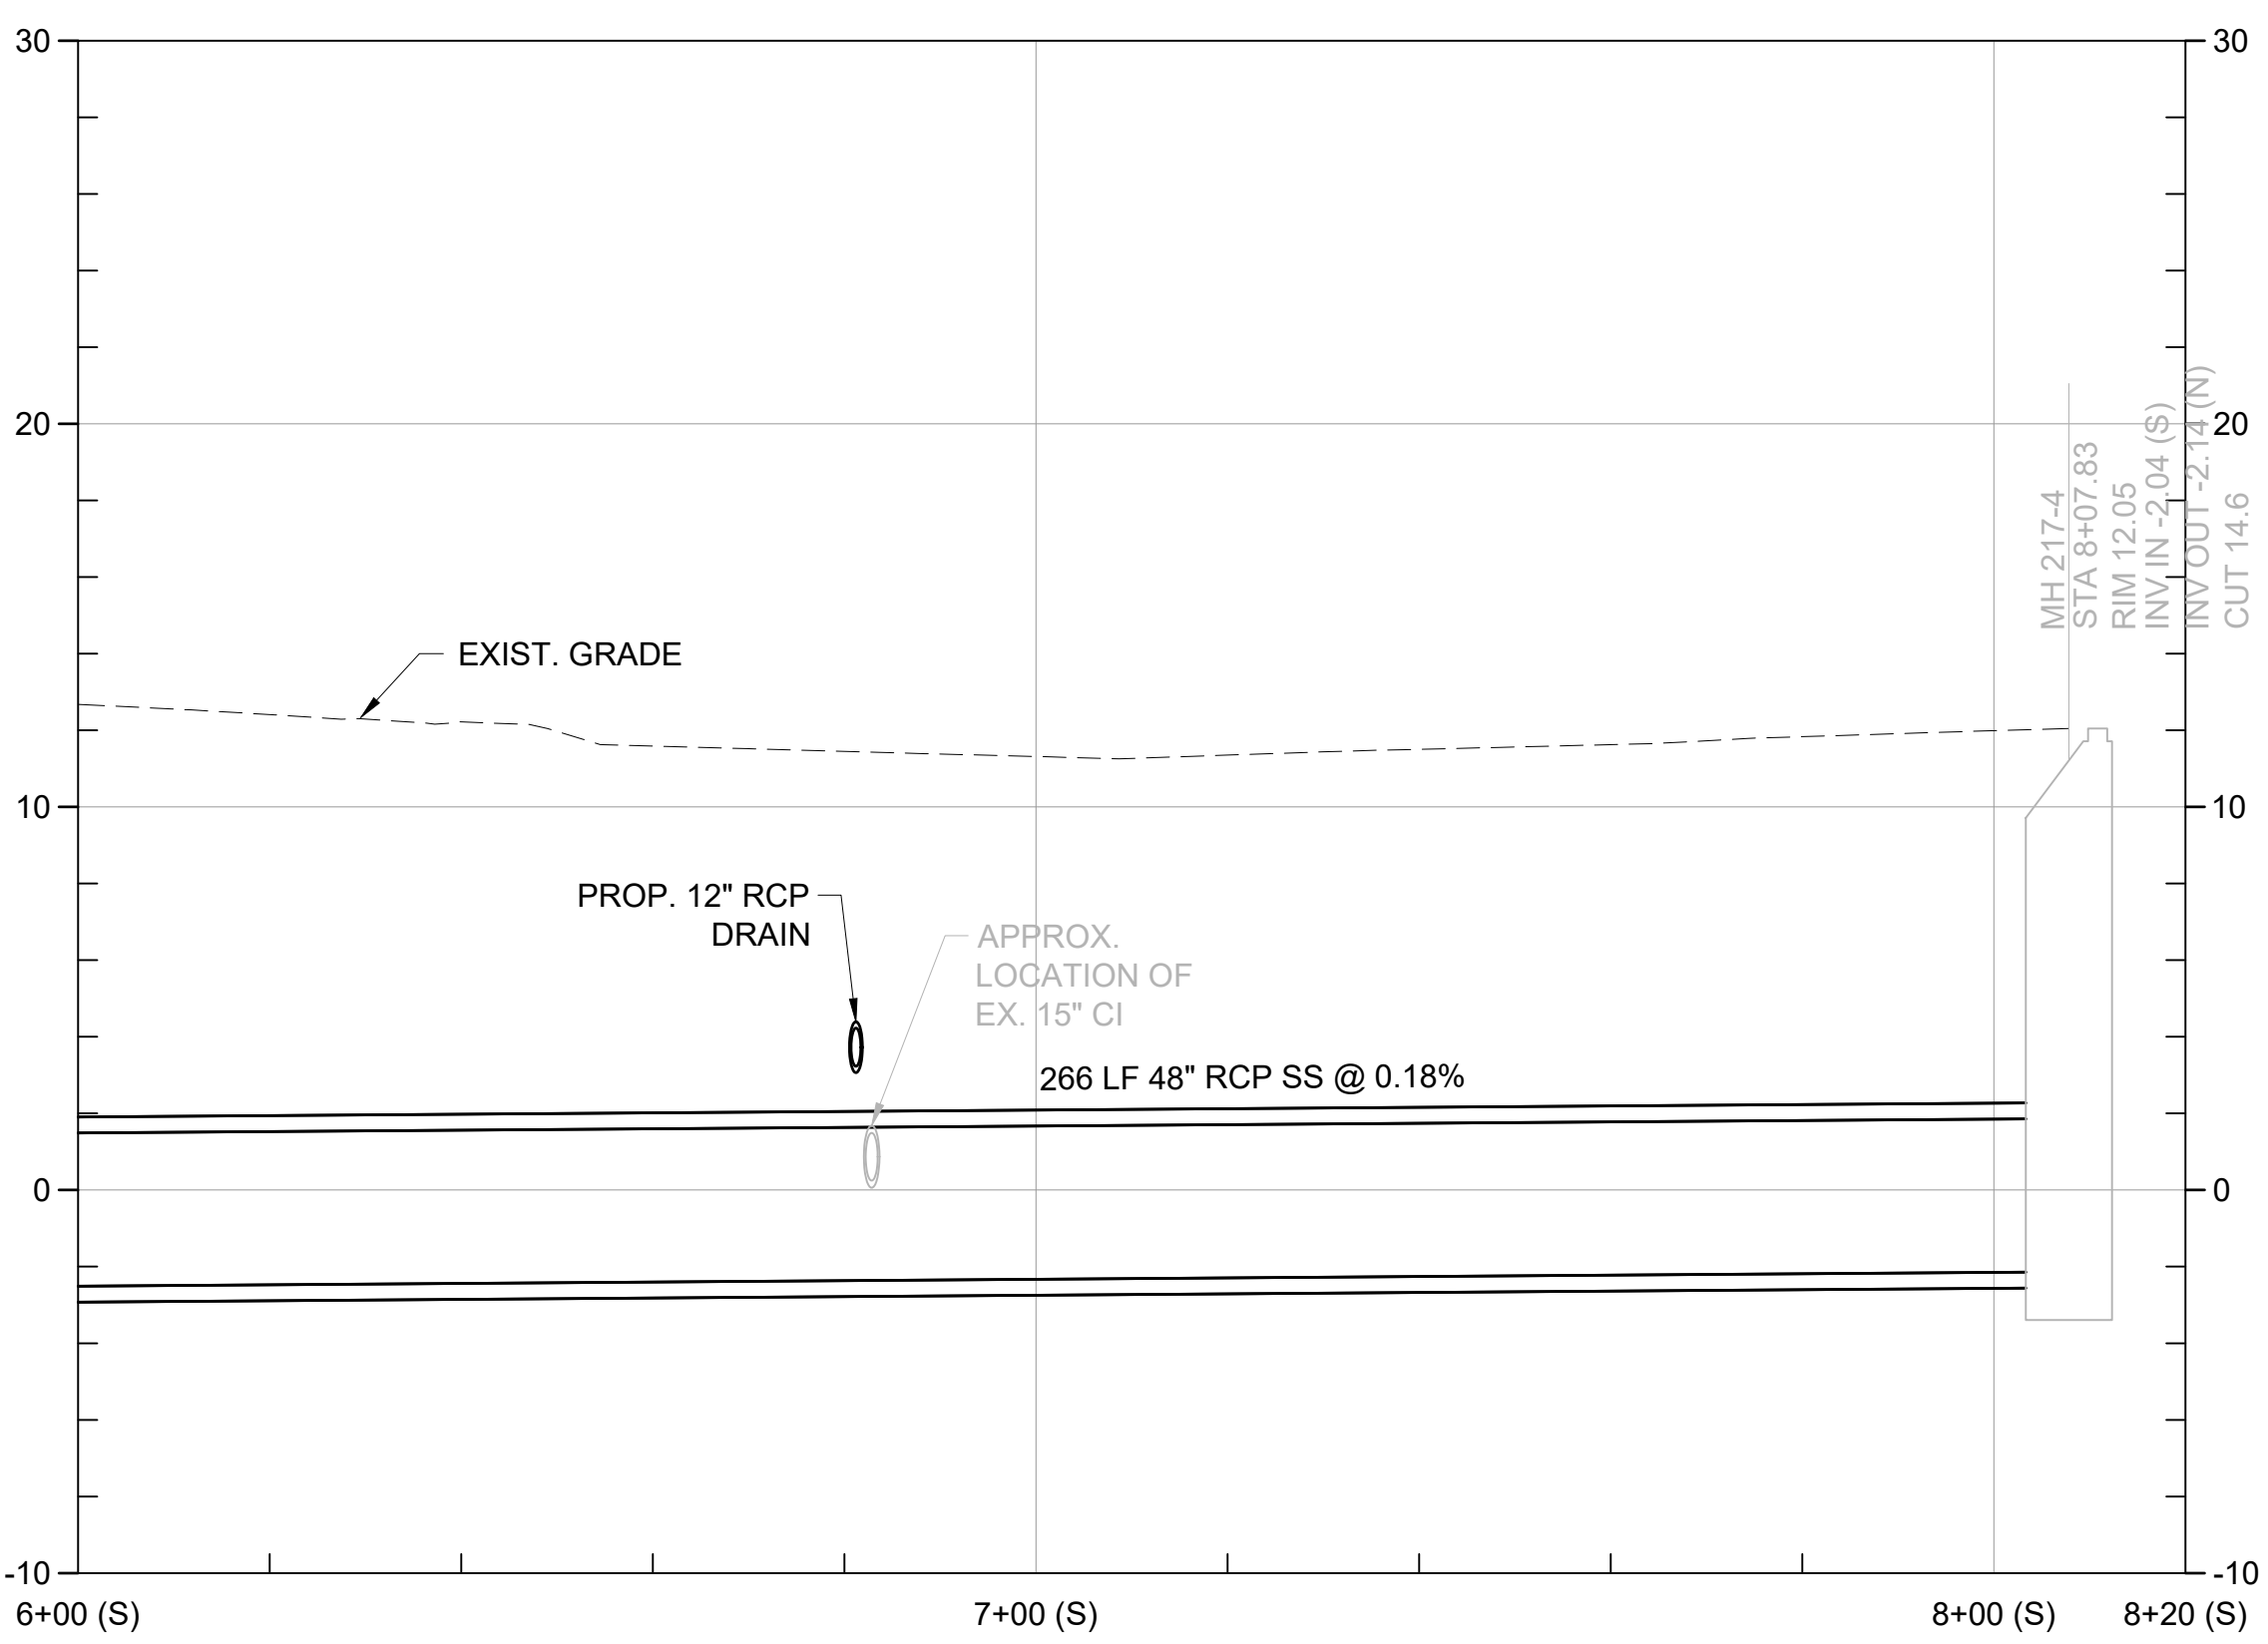 30
30
20
20
MH 217-4
STA 8+07.83
RIM 12.05
INV IN -2.04 (S)
INV OUT -2.14 (N)
CUT 14.6
EXIST. GRADE
10
10
PROP. 12" RCP
DRAIN
APPROX.
LOCATION OF
EX. 15" CI
266 LF 48" RCP SS @ 0.18%
0
0
-10
-10
6+00 (S)
7+00 (S)
8+00 (S)
8+20 (S)